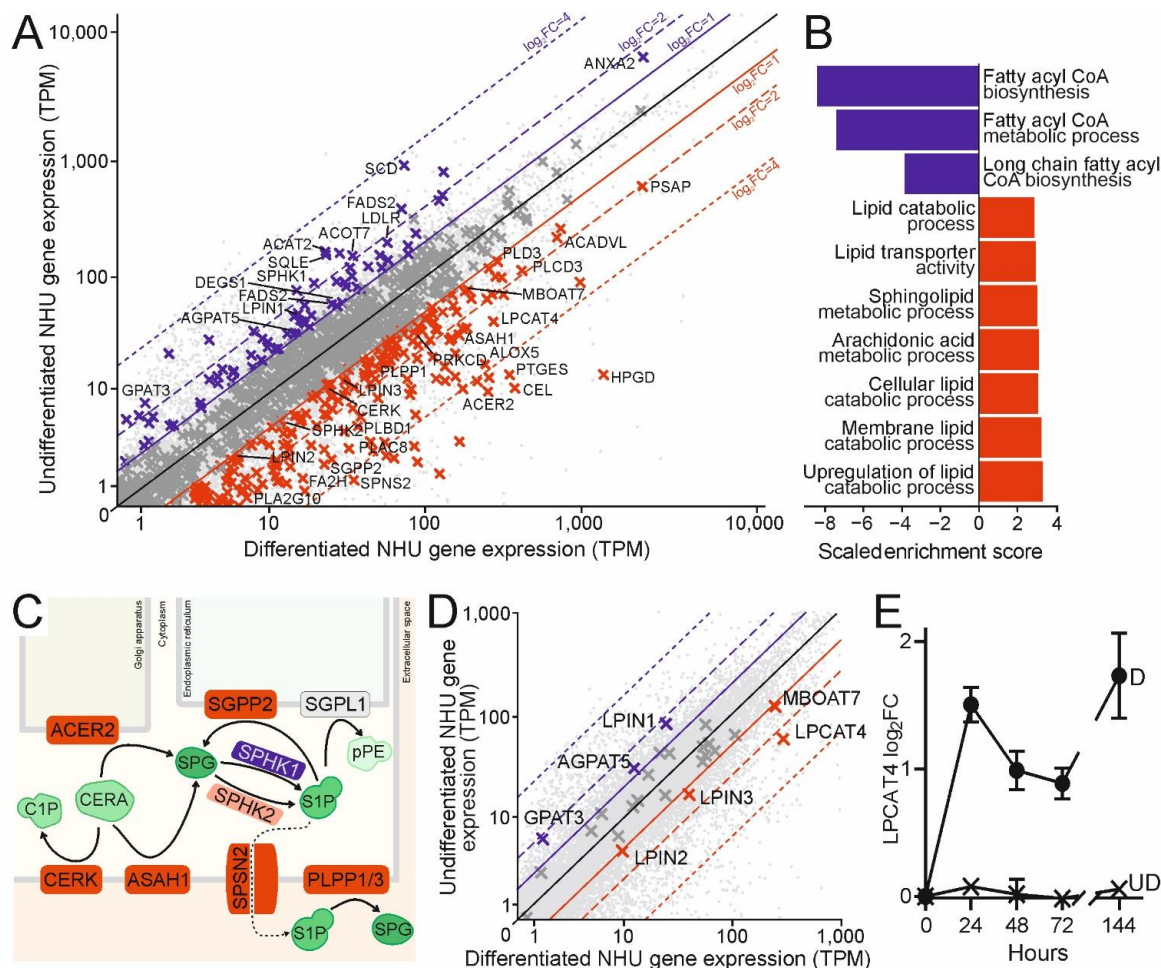 A
Undifferentiated NHU gene expression (TPM)
10,000
1,000
100
10
1
0
1
10
100
1,000
10,000
Differentiated NHU gene expression (TPM)
log₂FC=4
log₂FC=2
log₂FC=1
log₂FC=1
log₂FC=2
log₂FC=4
ANXA2
SCD
FADS2
LDLR
ACOT7
ACAT2
SQLE
SPHK1
DEGS1
FADS2
LPIN1
AGPAT5
GPAT3
PSAP
ACADVL
PLD3
PLCD3
MBOAT7
LPCAT4
ASAH1
ALOX5
PRKCD
PTGES
PLPP1
HPGD
LPIN3
CEL
CERK
ACER2
SPHK2
PLBD1
PLAC8
LPIN2
SGPP2
FA2H
SPNS2
PLA2G10
B
Fatty acyl CoA
biosynthesis
Fatty acyl CoA
metabolic process
Long chain fatty acyl
CoA biosynthesis
Lipid catabolic
process
Lipid transporter
activity
Sphingolipid
metabolic process
Arachidonic acid
metabolic process
Cellular lipid
catabolic process
Membrane lipid
catabolic process
Upregulation of lipid
catabolic process
-8 -6 -4 -2 0 2 4
Scaled enrichment score
C
Golgi apparatus
Cytoplasm
Endoplasmic reticulum
Extracellular space
ACER2
SGPP2
SGPL1
SPG
SPHK1
pPE
C1P
CERA
SPHK2
S1P
CERK
ASAH1
SPSN2
PLPP1/3
S1P
SPG
D
Undifferentiated NHU gene
expression (TPM)
1,000
100
10
1
0
1
10
100
1,000
Differentiated NHU gene expression (TPM)
LPIN1
AGPAT5
GPAT3
MBOAT7
LPCAT4
LPIN3
LPIN2
E
LPCAT4 log₂FC
2
1
0
D
UD
0 24 48 72 144
Hours